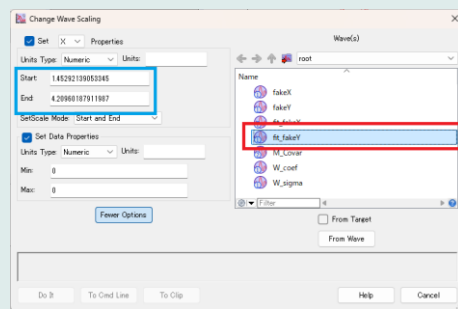 Change Wave Scaling
Set X Properties
Units Type: Numeric Units:
Start: 1.45292139053345
End: 4.28968187911987
SetScale Mode: Start and End
Set Data Properties
Units Type: Numeric Units:
Min: 0
Max: 0
Fewer Options
Wave(s)
root
Name
fakeX
fakeY
fit_fakeX
fit_fakeY
M_Covar
W_coef
W_sigma
Filter
From Target
From Wave
Do It To Cmd Line To Clip Help Cancel